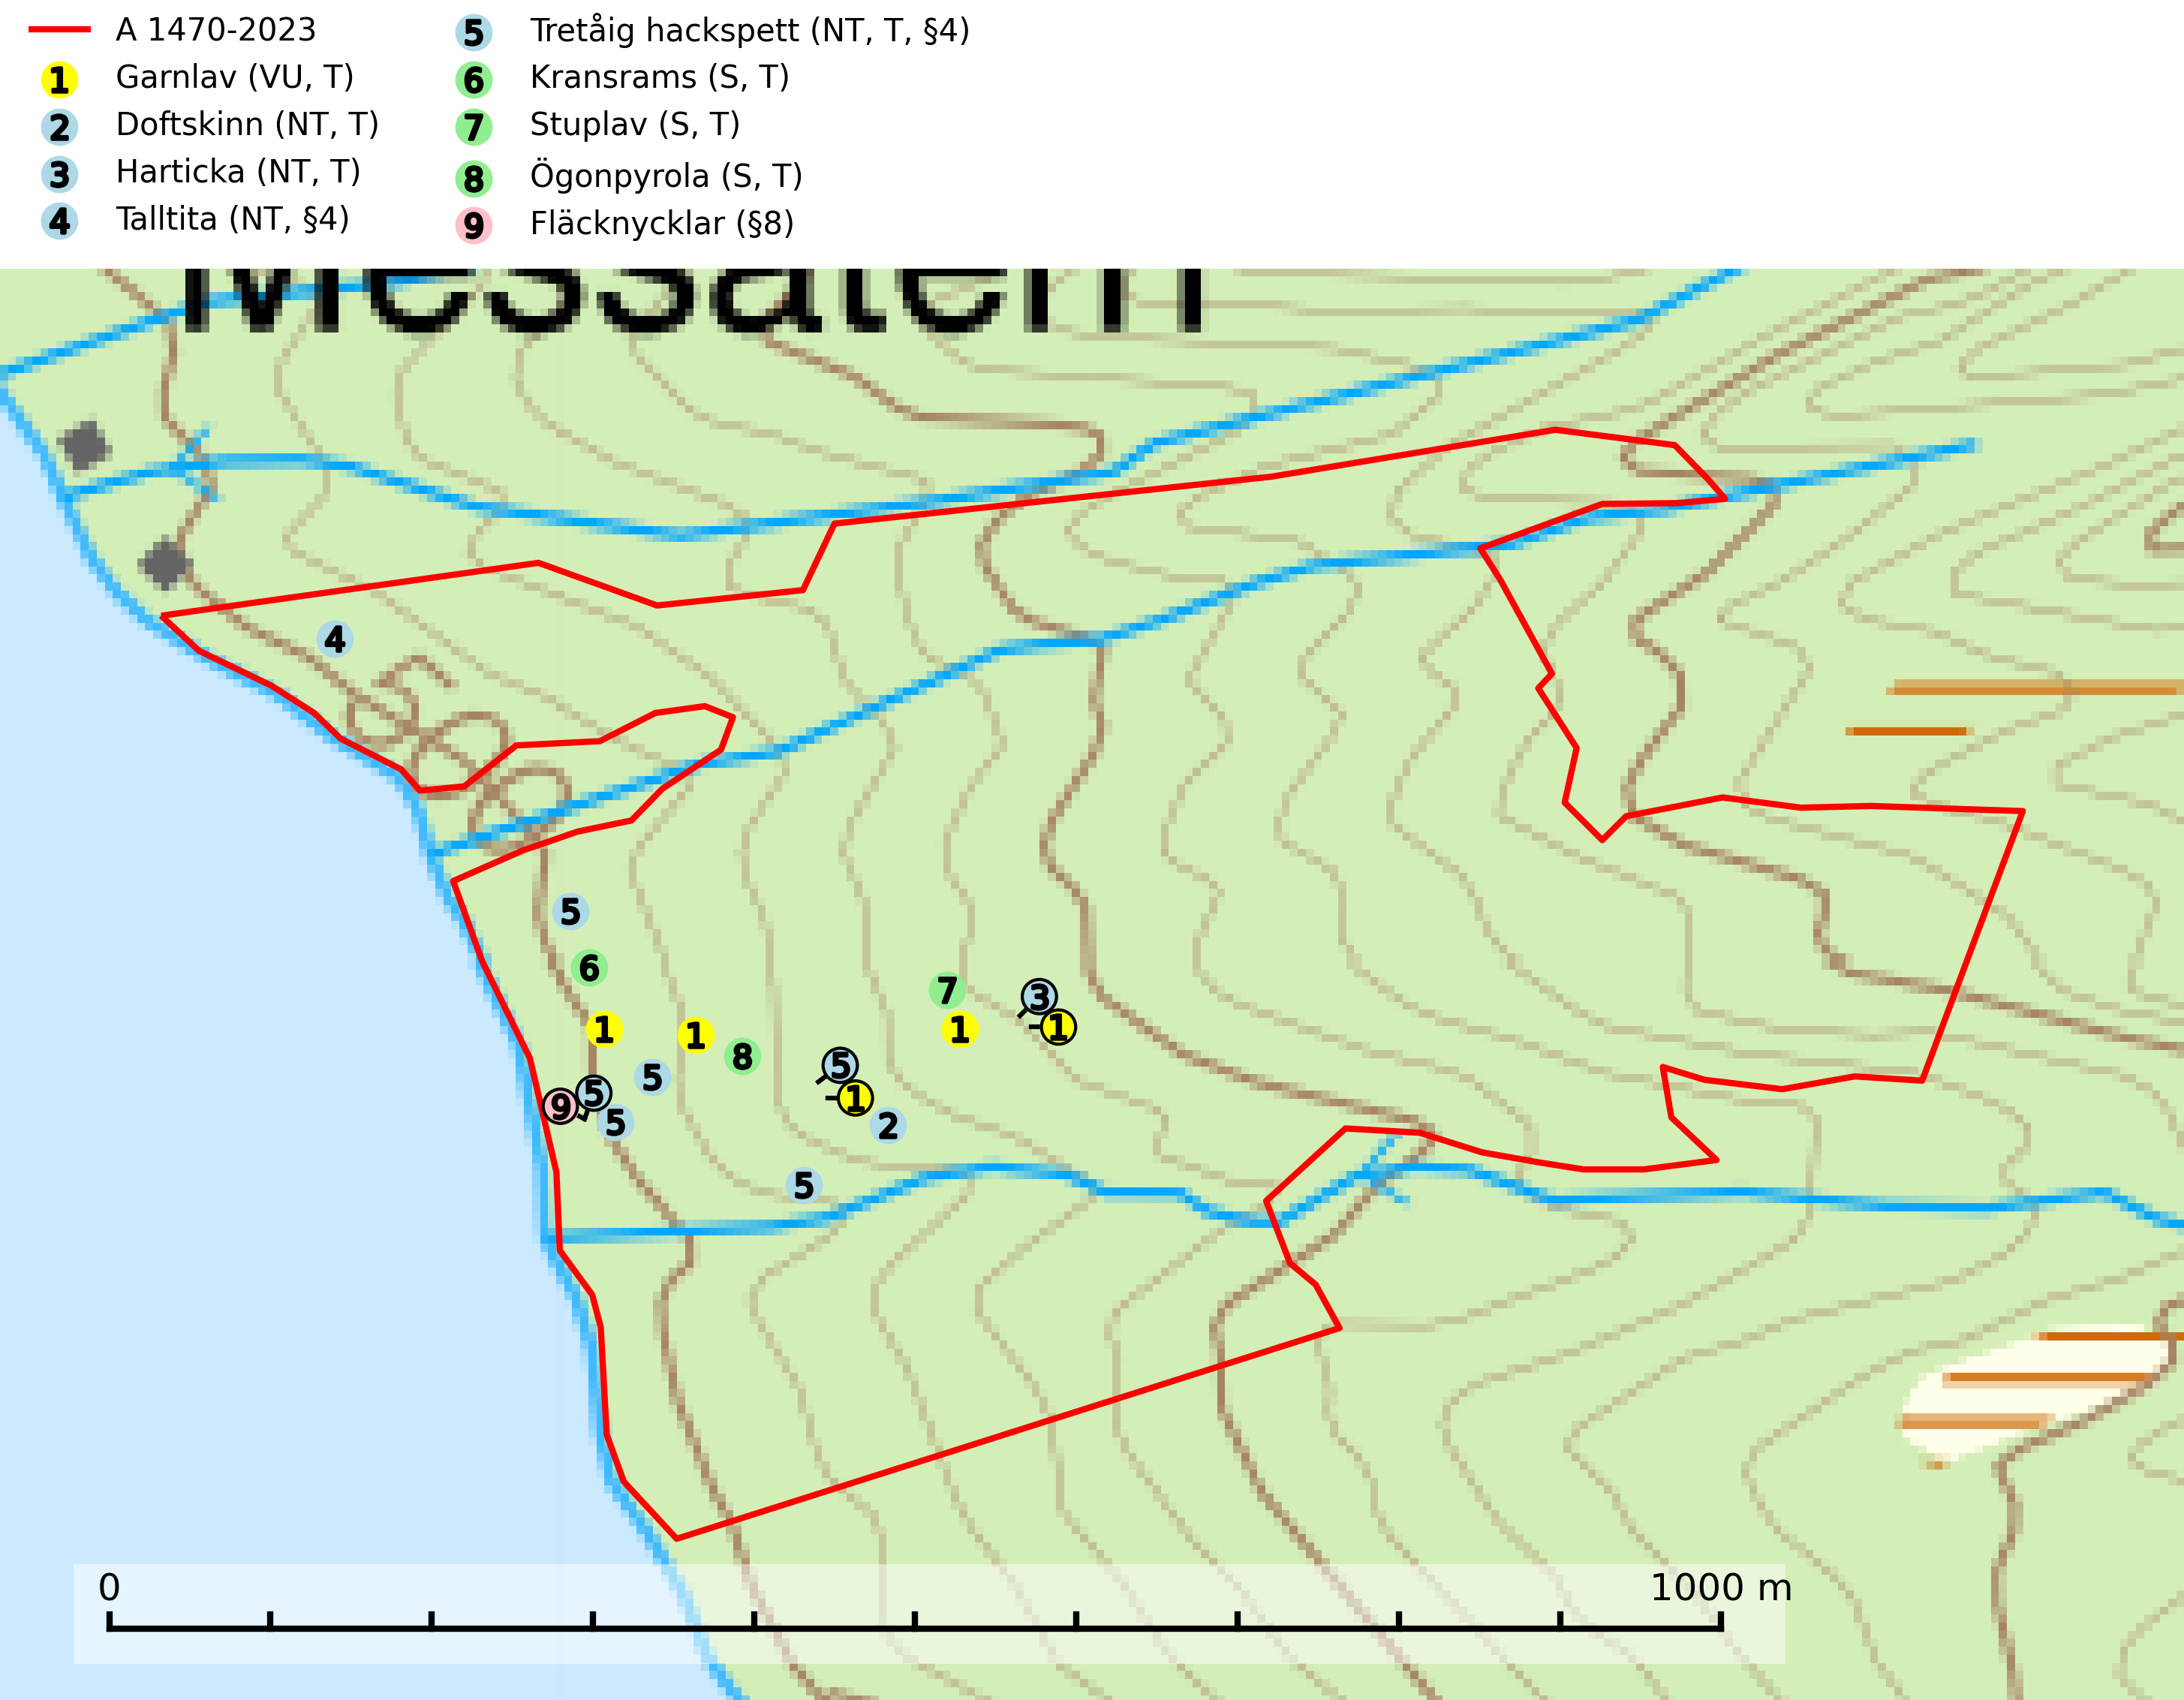 A 1470-2023
1 Garnlav (VU, T)
2 Doftskinn (NT, T)
3 Harticka (NT, T)
4 Talltita (NT, §4)
5 Tretåig hackspett (NT, T, §4)
6 Kransrams (S, T)
7 Stuplav (S, T)
8 Ögonpyrola (S, T)
9 Fläcknycklar (§8)
4
5
6
7
3
1
1
1
1
8
5
5
5
1
9
5
2
5
0
1000 m